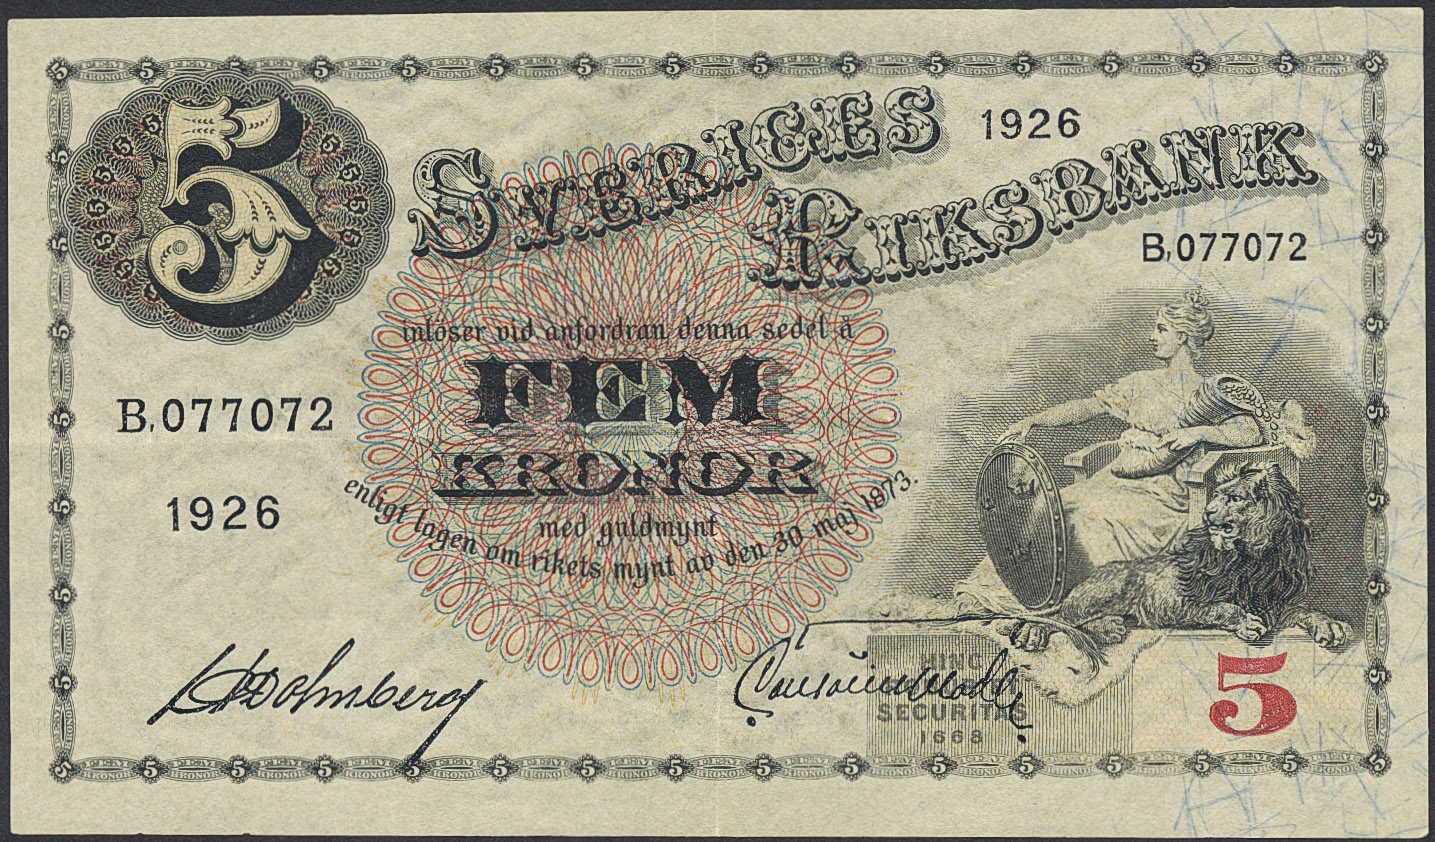 5
SVERIGES
1926
RIKSBANK
B,077072
inlöser vid anfordran denna sedel å
FEM
KRONOR
B,077072
med guldmynt
enligt lagen om rikets mynt av den 30 maj 1873.
1926
HINC
SECURITAS
1668
5